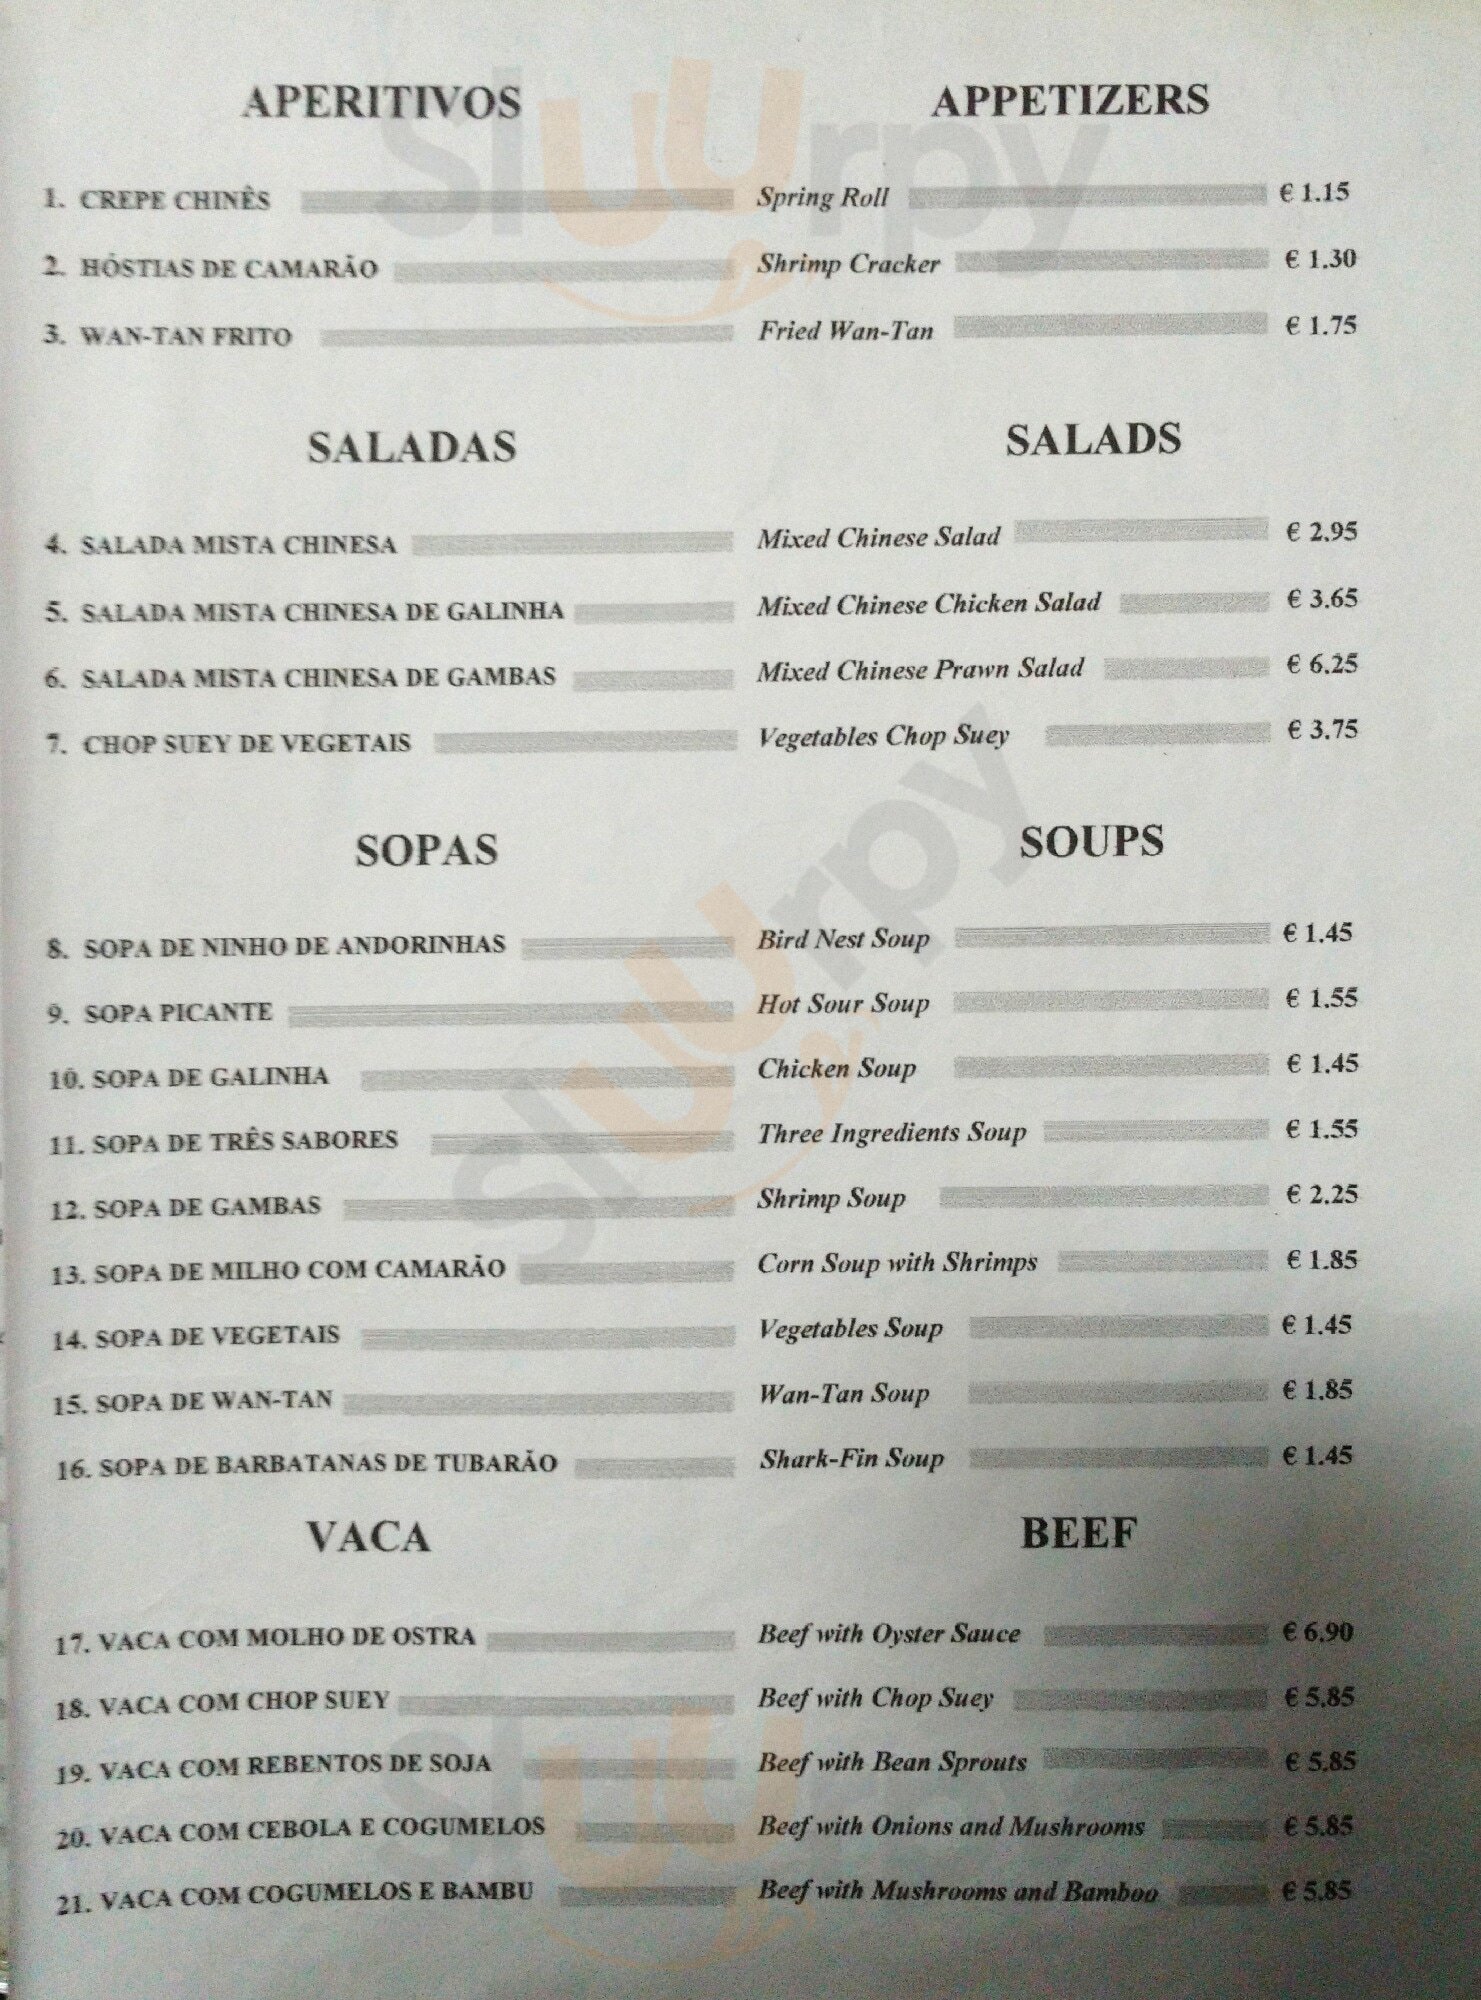 APERITIVOS APPETIZERS
1. CREPE CHINÊS Spring Roll € 1.15
2. HÓSTIAS DE CAMARÃO Shrimp Cracker € 1.30
3. WAN-TAN FRITO Fried Wan-Tan € 1.75
SALADAS SALADS
4. SALADA MISTA CHINESA Mixed Chinese Salad € 2.95
5. SALADA MISTA CHINESA DE GALINHA Mixed Chinese Chicken Salad € 3.65
6. SALADA MISTA CHINESA DE GAMBAS Mixed Chinese Prawn Salad € 6.25
7. CHOP SUEY DE VEGETAIS Vegetables Chop Suey € 3.75
SOPAS SOUPS
8. SOPA DE NINHO DE ANDORINHAS Bird Nest Soup € 1.45
9. SOPA PICANTE Hot Sour Soup € 1.55
10. SOPA DE GALINHA Chicken Soup € 1.45
11. SOPA DE TRÊS SABORES Three Ingredients Soup € 1.55
12. SOPA DE GAMBAS Shrimp Soup € 2.25
13. SOPA DE MILHO COM CAMARÃO Corn Soup with Shrimps € 1.85
14. SOPA DE VEGETAIS Vegetables Soup € 1.45
15. SOPA DE WAN-TAN Wan-Tan Soup € 1.85
16. SOPA DE BARBATANAS DE TUBARÃO Shark-Fin Soup € 1.45
VACA BEEF
17. VACA COM MOLHO DE OSTRA Beef with Oyster Sauce € 6.90
18. VACA COM CHOP SUEY Beef with Chop Suey € 5.85
19. VACA COM REBENTOS DE SOJA Beef with Bean Sprouts € 5.85
20. VACA COM CEBOLA E COGUMELOS Beef with Onions and Mushrooms € 5.85
21. VACA COM COGUMELOS E BAMBU Beef with Mushrooms and Bamboo € 5.85
sluurpy
sluurpy
sluurpy